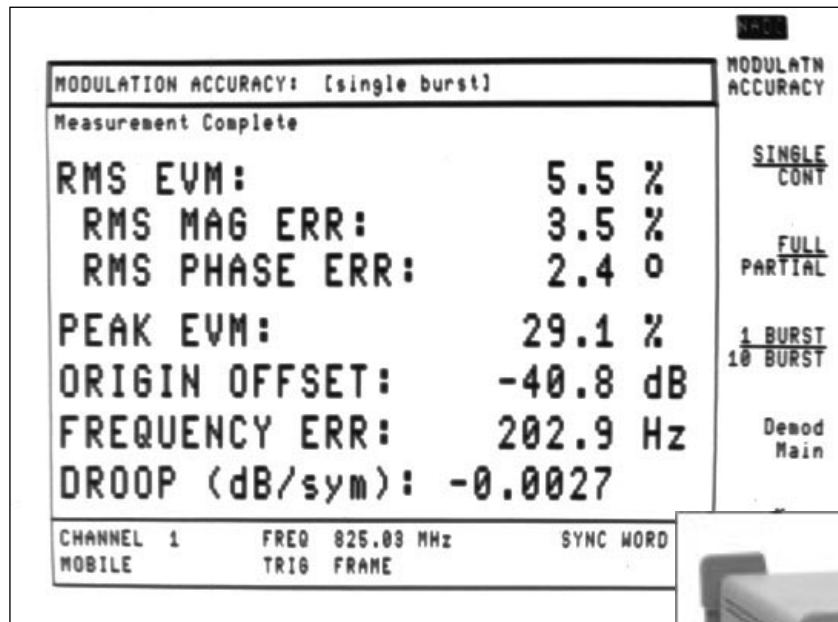 NADC
MODULATN
ACCURACY
MODULATION ACCURACY: [single burst]
Measurement Complete
RMS EVM: 5.5 %
RMS MAG ERR: 3.5 %
RMS PHASE ERR: 2.4 °
PEAK EVM: 29.1 %
ORIGIN OFFSET: -40.8 dB
FREQUENCY ERR: 202.9 Hz
DROOP (dB/sym): -0.0027
CHANNEL 1 FREQ 825.03 MHz SYNC WORD
MOBILE TRIG FRAME
SINGLE
CONT
FULL
PARTIAL
1 BURST
10 BURST
Demod
Main